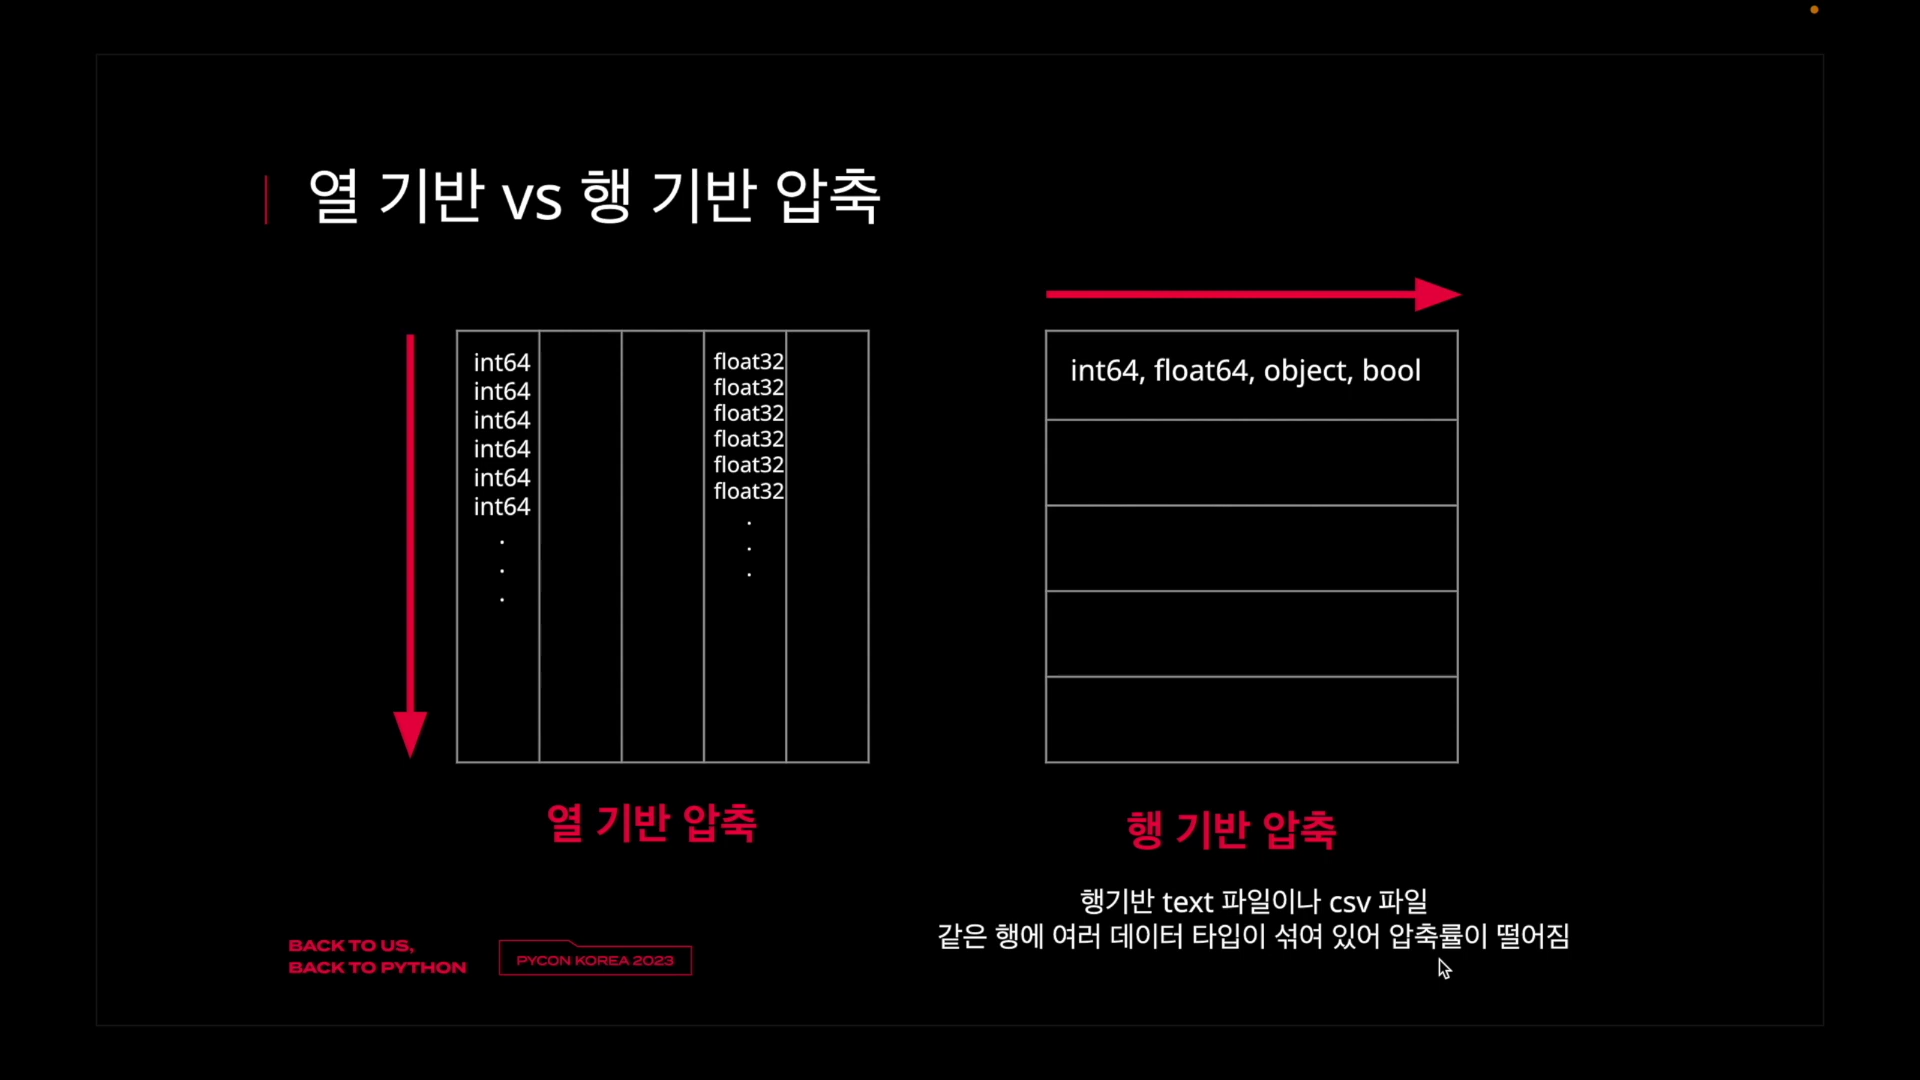 열 기반 vs 행 기반 압축
int64
int64
int64
int64
int64
int64
.
.
.
float32
float32
float32
float32
float32
float32
.
.
.
열 기반 압축
int64, float64, object, bool
행 기반 압축
행기반 text 파일이나 csv 파일
같은 행에 여러 데이터 타입이 섞여 있어 압축률이 떨어짐
BACK TO US,
BACK TO PYTHON
PYCON KOREA 2023